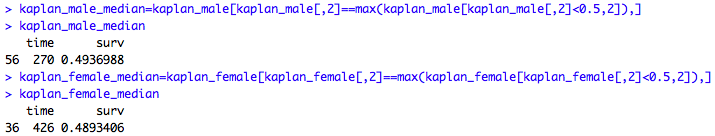 > kaplan_male_median=kaplan_male[kaplan_male[,2]==max(kaplan_male[kaplan_male[,2]<0.5,2]),]
> kaplan_male_median
time surv
56 270 0.4936988
> kaplan_female_median=kaplan_female[kaplan_female[,2]==max(kaplan_female[kaplan_female[,2]<0.5,2]),]
> kaplan_female_median
time surv
36 426 0.4893406